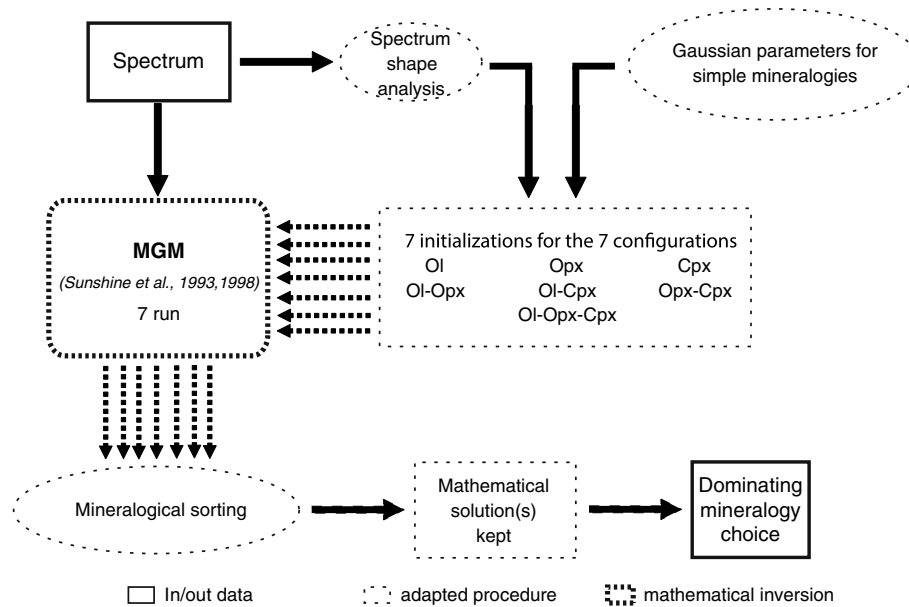 Spectrum
Spectrum
shape
analysis
Gaussian parameters for
simple mineralogies
MGM
(Sunshine et al., 1993,1998)
7 run
7 initializations for the 7 configurations
Ol Opx Cpx
Ol-Opx Ol-Cpx Opx-Cpx
Ol-Opx-Cpx
Mineralogical sorting
Mathematical
solution(s)
kept
Dominating
mineralogy
choice
In/out data adapted procedure mathematical inversion